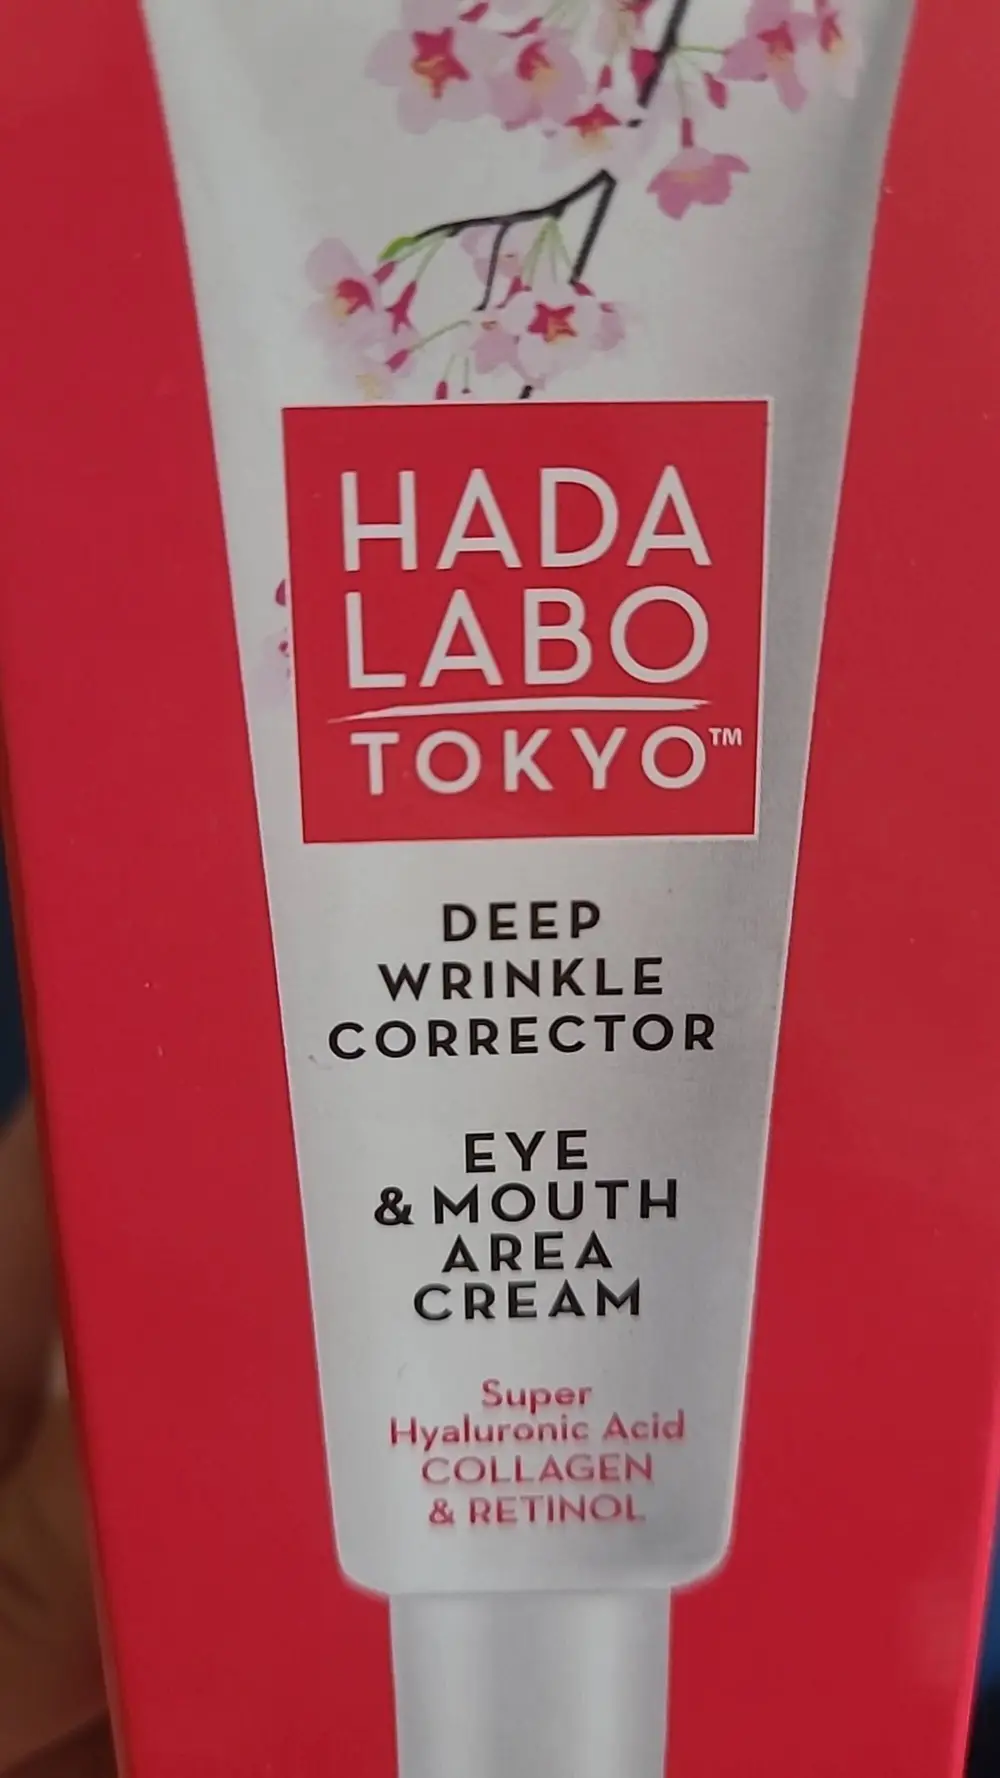 HADA
LABO
TOKYO™
DEEP
WRINKLE
CORRECTOR
EYE
& MOUTH
AREA
CREAM
Super
Hyaluronic Acid
COLLAGEN
& RETINOL